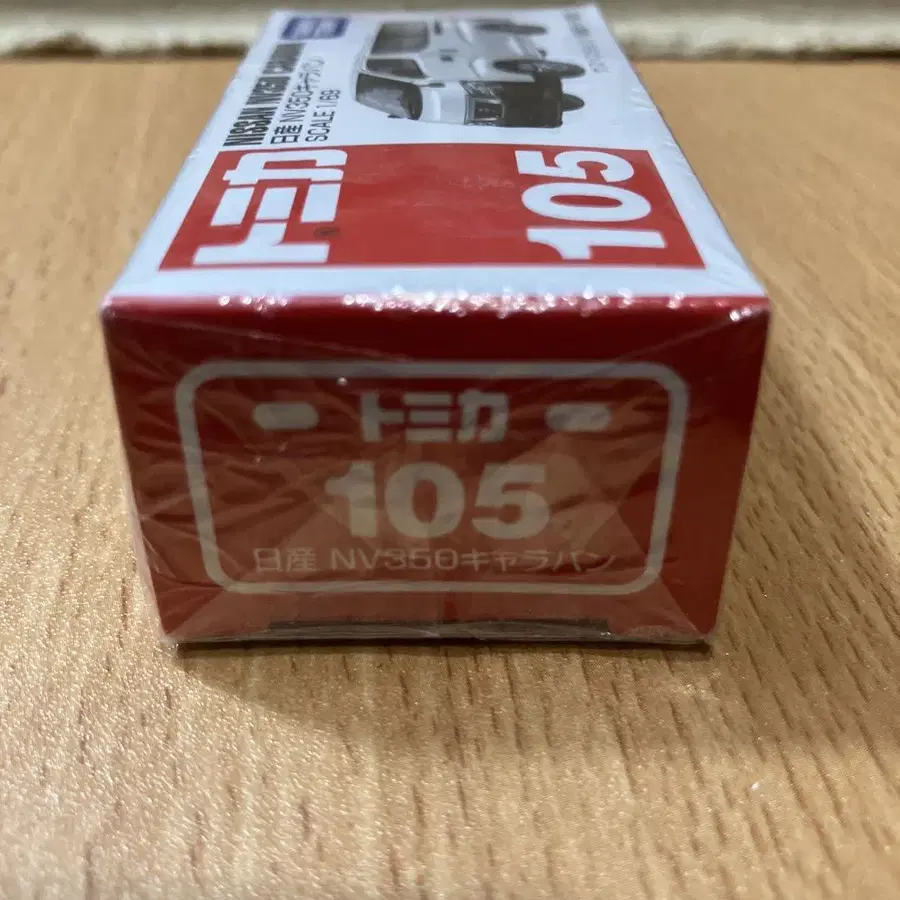 NISSAN NV350 CARAVAN
日産 NV350キャラバン
SCALE 1/69
トミカ®
105
トミカ
105
日産 NV350キャラバン